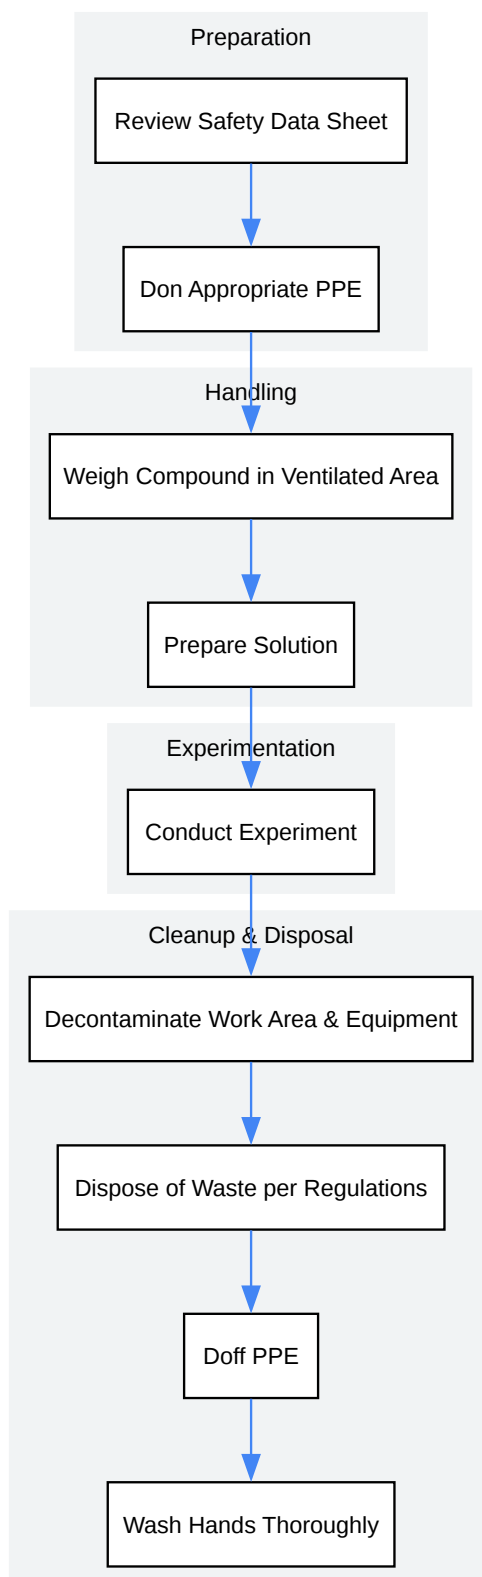 Preparation
Review Safety Data Sheet
Don Appropriate PPE
Handling
Weigh Compound in Ventilated Area
Prepare Solution
Experimentation
Conduct Experiment
Cleanup & Disposal
Decontaminate Work Area & Equipment
Dispose of Waste per Regulations
Doff PPE
Wash Hands Thoroughly